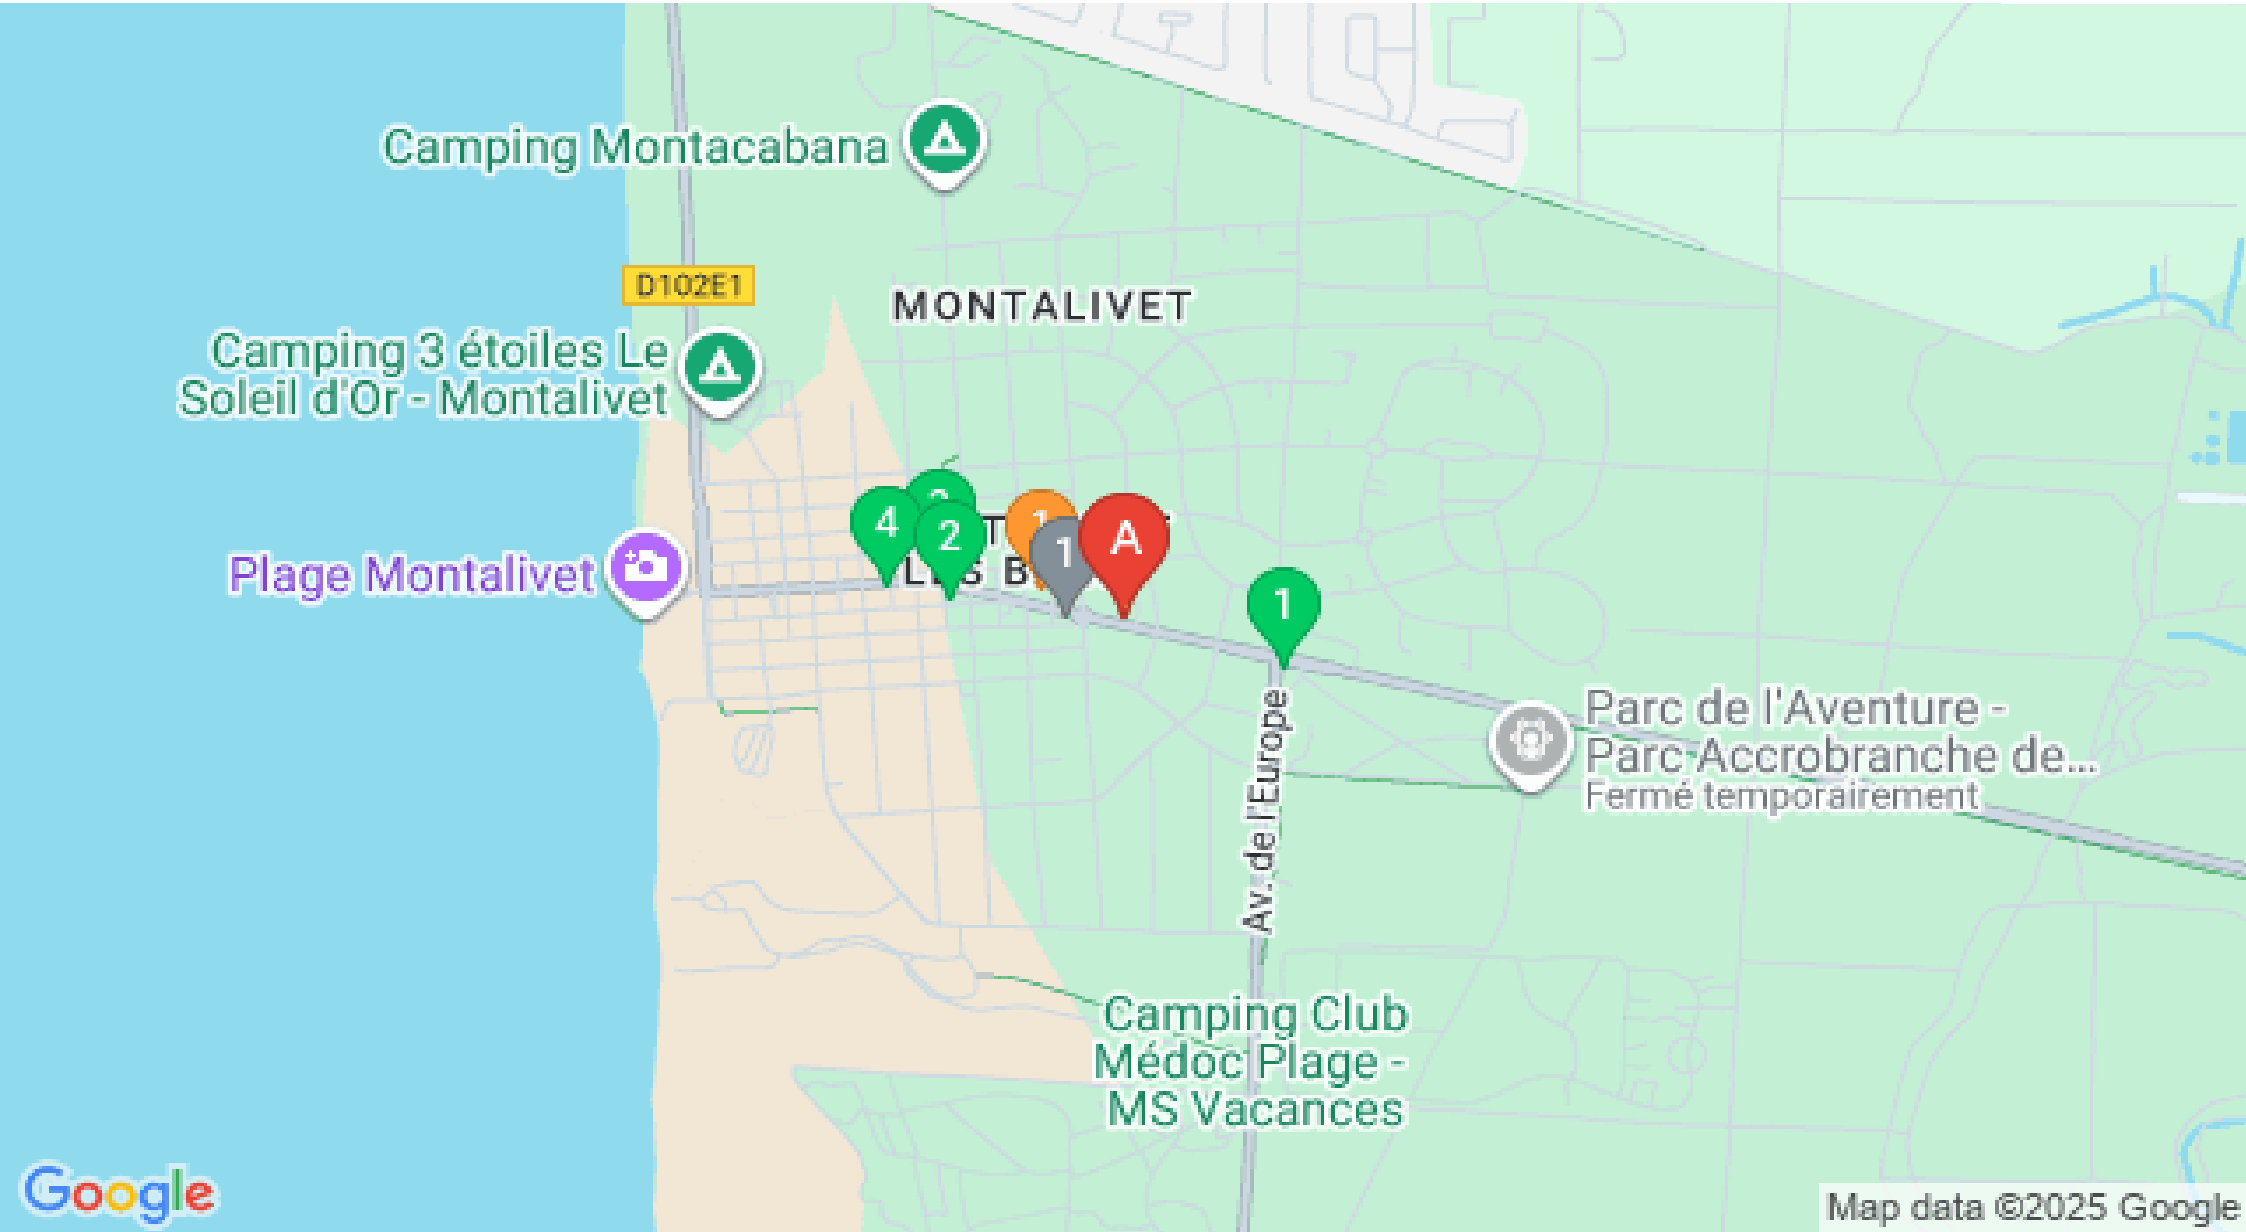 Camping Montacabana
D102E1
MONTALIVET
Camping 3 étoiles Le
Soleil d'Or - Montalivet
4
2
1
1
A
LES
Plage Montalivet
1
Av. de l'Europe
Parc de l'Aventure -
Parc Accrobranche de...
Fermé temporairement
Camping Club
Médoc Plage -
MS Vacances
Google
Map data ©2025 Google